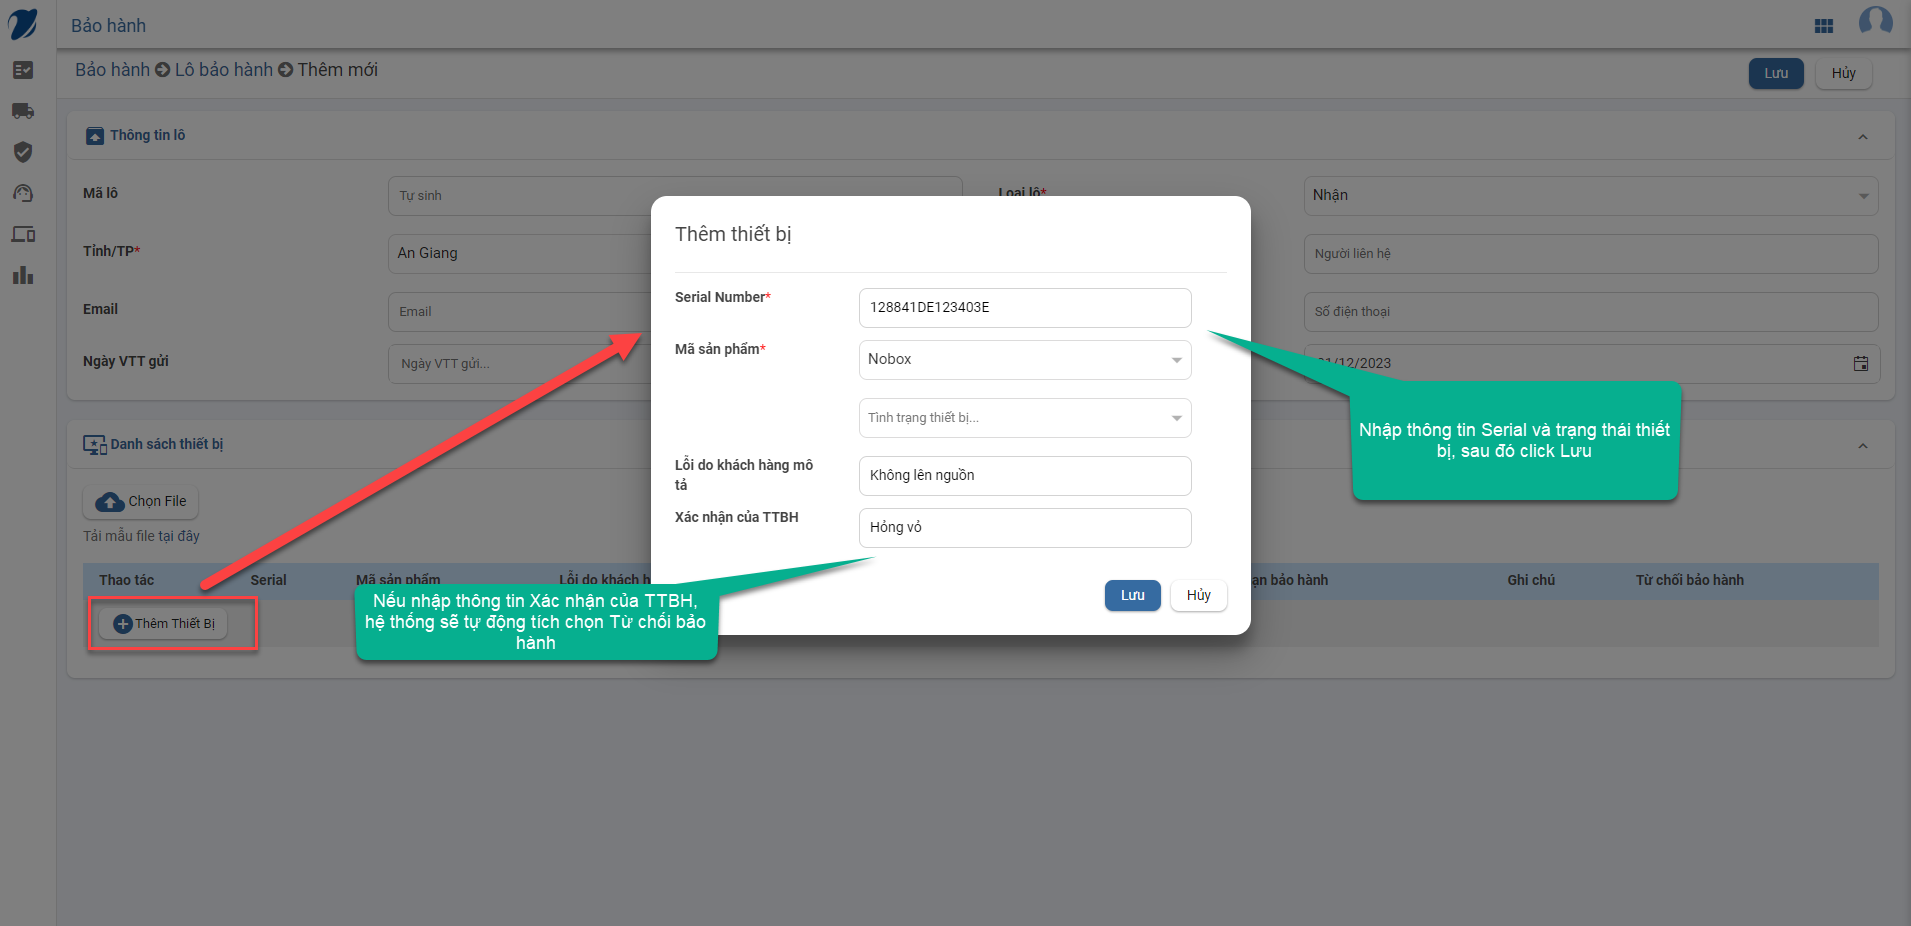 Bảo hành
Bảo hành Lô bảo hành Thêm mới
Lưu
Hủy
Thông tin lô
Mã lô
Tự sinh
Loại lô*
Nhận
Tỉnh/TP*
An Giang
Người liên hệ
Email
Email
Số điện thoại
Ngày VTT gửi
Ngày VTT gửi...
/12/2023
Danh sách thiết bị
Chọn File
Tải mẫu file tại đây
Thao tác
Serial
Mã sản phẩm
Lỗi do khách h
ạn bảo hành
Ghi chú
Từ chối bảo hành
Thêm Thiết Bị
Thêm thiết bị
Serial Number*
128841DE123403E
Mã sản phẩm*
Nobox
Tình trạng thiết bị...
Lỗi do khách hàng mô
tả
Không lên nguồn
Xác nhận của TTBH
Hỏng vỏ
Lưu
Hủy
Nhập thông tin Serial và trạng thái thiết
bị, sau đó click Lưu
Nếu nhập thông tin Xác nhận của TTBH,
hệ thống sẽ tự động tích chọn Từ chối bảo
hành